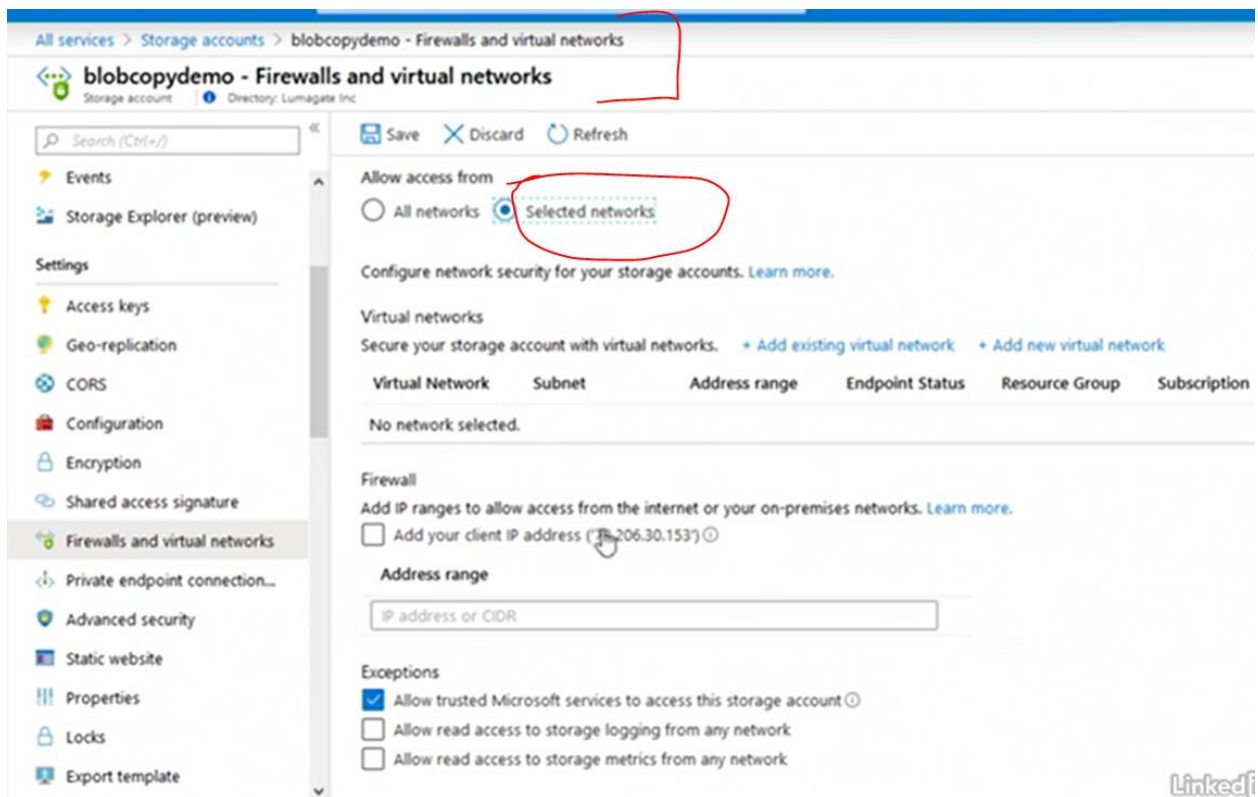 All services > Storage accounts > blobcopydemo - Firewalls and virtual networks
blobcopydemo - Firewalls and virtual networks
Storage account Directory: Lumagate Inc
Search (Ctrl+/)
Events
Storage Explorer (preview)
Settings
Access keys
Geo-replication
CORS
Configuration
Encryption
Shared access signature
Firewalls and virtual networks
Private endpoint connection...
Advanced security
Static website
Properties
Locks
Export template
Save Discard Refresh
Allow access from
All networks Selected networks
Configure network security for your storage accounts. Learn more.
Virtual networks
Secure your storage account with virtual networks. + Add existing virtual network + Add new virtual network
Virtual Network Subnet Address range Endpoint Status Resource Group Subscription
No network selected.
Firewall
Add IP ranges to allow access from the internet or your on-premises networks. Learn more.
Add your client IP address 206.30.153')
Address range
IP address or CIDR
Exceptions
Allow trusted Microsoft services to access this storage account
Allow read access to storage logging from any network
Allow read access to storage metrics from any network
Linked